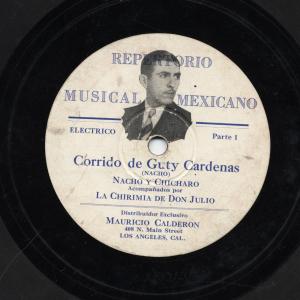 REPERTORIO
MUSICAL MEXICANO
ELECTRICO Parte I
Corrido de Guty Cardenas
(NACHO)
NACHO Y CHICHARO
Acompañados por
LA CHIRIMIA DE DON JULIO
Distribuidor Exclusivo
MAURICIO CALDERON
408 N. Main Street
LOS ANGELES, CAL.